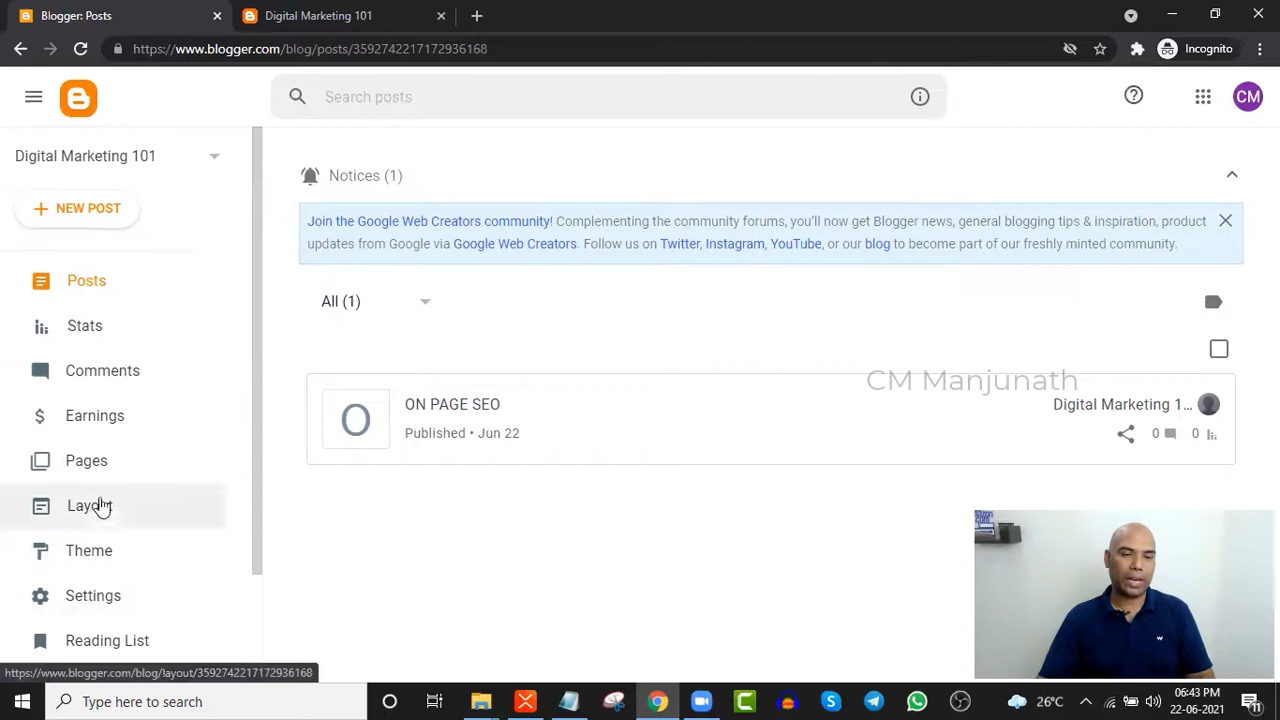 Blogger: Posts
Digital Marketing 101
https://www.blogger.com/blog/posts/3592742217172936168
Incognito
Search posts
CM
Digital Marketing 101
NEW POST
Posts
Stats
Comments
Earnings
Pages
Layout
Theme
Settings
Reading List
Notices (1)
Join the Google Web Creators community! Complementing the community forums, you'll now get Blogger news, general blogging tips & inspiration, product
updates from Google via Google Web Creators. Follow us on Twitter, Instagram, YouTube, or our blog to become part of our freshly minted community.
All (1)
CM Manjunath
O
ON PAGE SEO
Digital Marketing 1...
Published • Jun 22
0
0
https://www.blogger.com/blog/layout/3592742217172936168
Type here to search
26°C
06:43 PM
22-06-2021
11